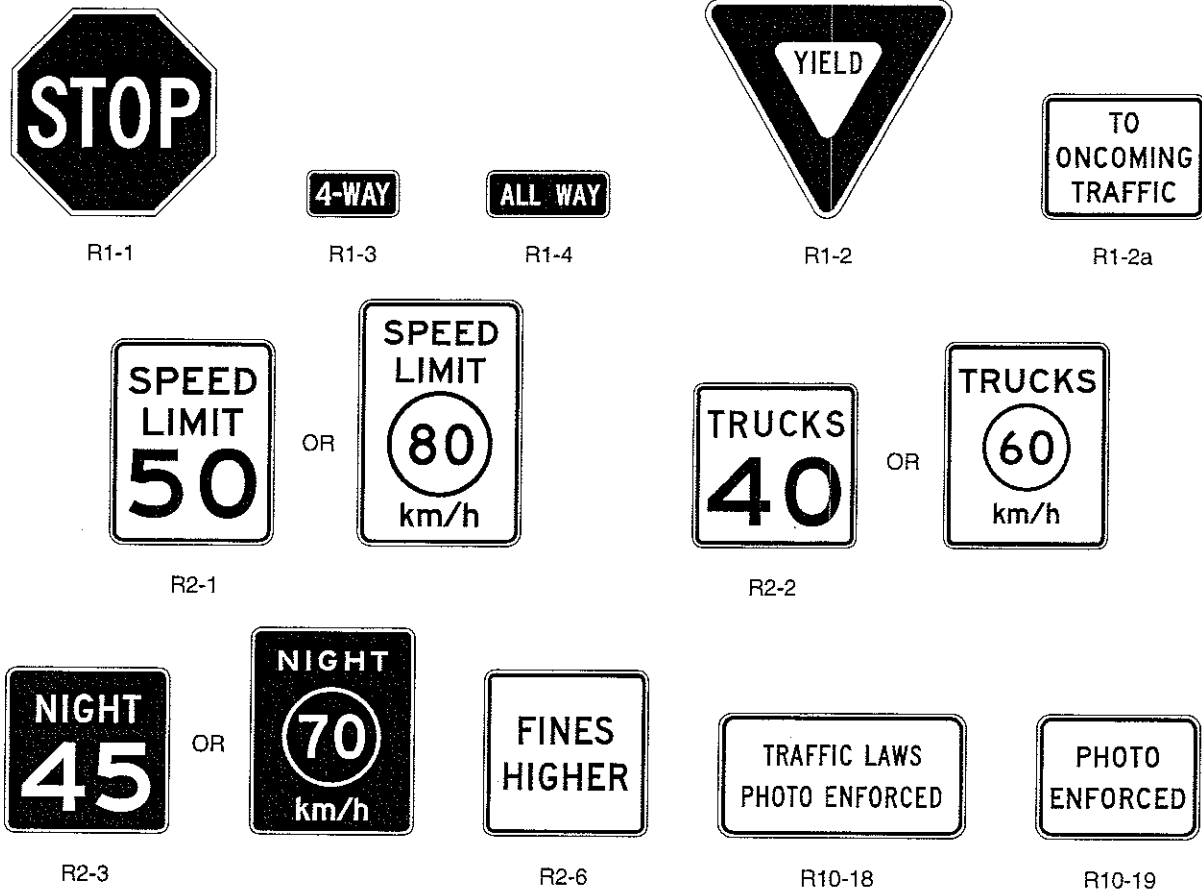 STOP
R1-1
4-WAY
R1-3
ALL WAY
R1-4
YIELD
R1-2
TO
ONCOMING
TRAFFIC
R1-2a
SPEED
LIMIT
50
OR
SPEED
LIMIT
80
km/h
R2-1
TRUCKS
40
OR
TRUCKS
60
km/h
R2-2
NIGHT
45
OR
NIGHT
70
km/h
R2-3
FINES
HIGHER
R2-6
TRAFFIC LAWS
PHOTO ENFORCED
R10-18
PHOTO
ENFORCED
R10-19